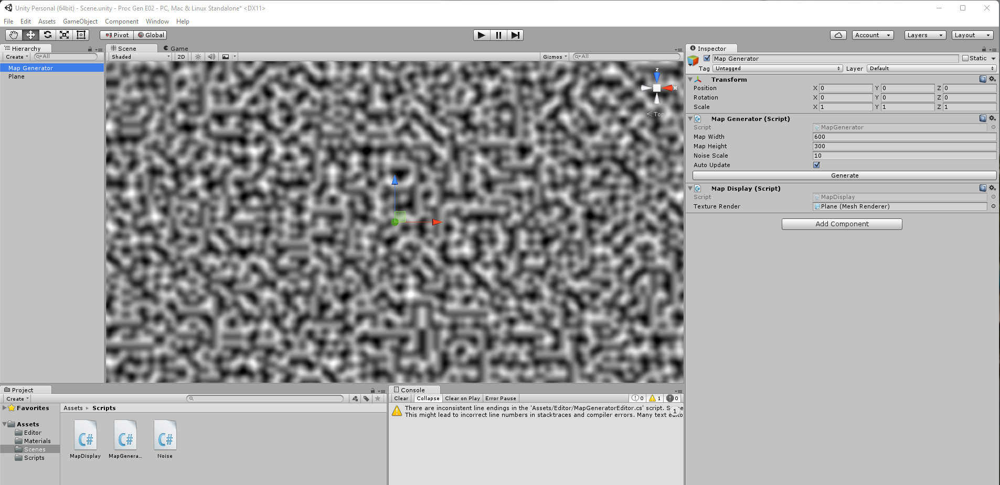 Unity Personal (64bit) - Scene.unity - Proc Gen E02 - PC, Mac & Linux Standalone* <DX11>
File Edit Assets GameObject Component Window Help
Pivot Global Account Layers Layout
Hierarchy
Create All
Map Generator
Plane
Scene Game
Shaded 2D Gizmos All
z
x
Top
Inspector
Map Generator Static
Tag Untagged Layer Default
Transform
Position X 0 Y 0 Z 0
Rotation X 0 Y 0 Z 0
Scale X 1 Y 1 Z 1
Map Generator (Script)
Script MapGenerator
Map Width 600
Map Height 300
Noise Scale 10
Auto Update
Generate
Map Display (Script)
Script MapDisplay
Texture Render Plane (Mesh Renderer)
Add Component
Project
Create
Favorites
Assets
Editor
Materials
Scenes
Scripts
Assets Scripts
C# C# C#
MapDisplay MapGenera... Noise
Console
Clear Collapse Clear on Play Error Pause 0 1 0
There are inconsistent line endings in the 'Assets/Editor/MapGeneratorEditor.cs' script.
This might lead to incorrect line numbers in stacktraces and compiler errors. Many text
1